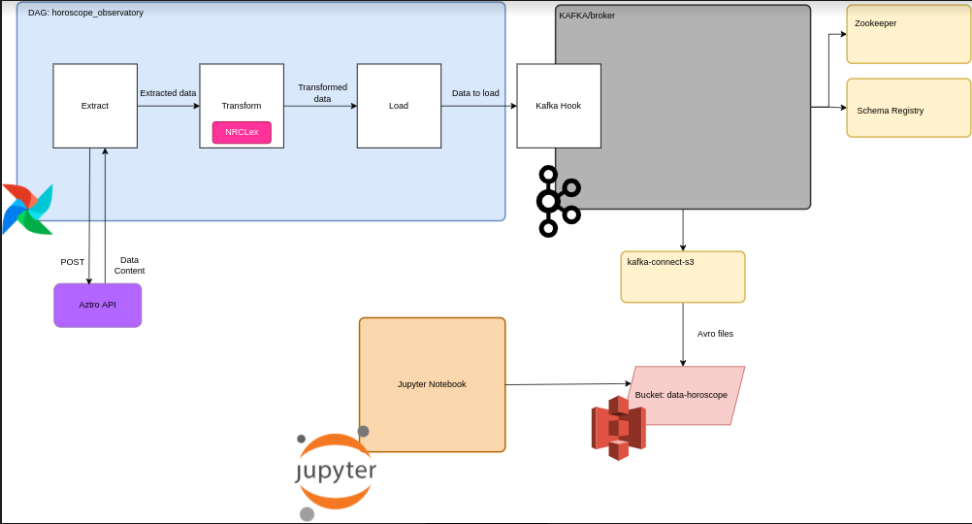 DAG: horoscope_observatory
KAFKA/broker
Zookeeper
Extract
Extracted data
Transform
NRCLex
Transformed
data
Load
Data to load
Kafka Hook
Schema Registry
POST
Data
Content
Aztro API
kafka-connect-s3
Avro files
Jupyter Notebook
Bucket: data-horoscope
jupyter